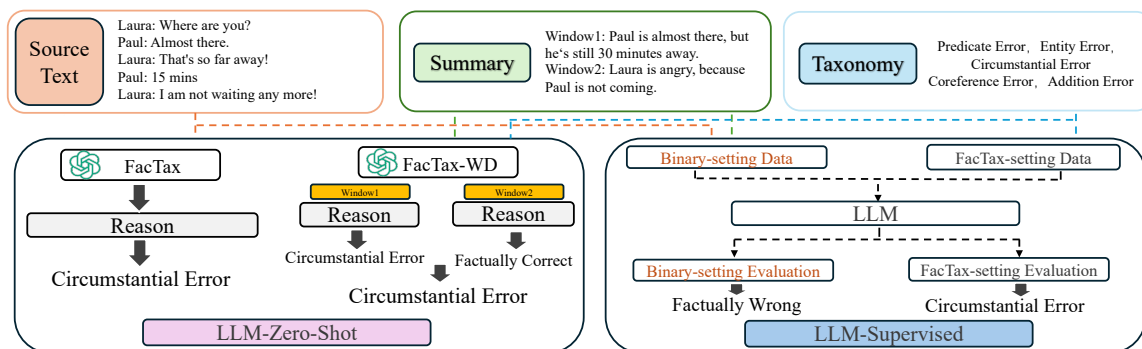 Source
Text
Laura: Where are you?
Paul: Almost there.
Laura: That's so far away!
Paul: 15 mins
Laura: I am not waiting any more!
Summary
Window1: Paul is almost there, but
he's still 30 minutes away.
Window2: Laura is angry, because
Paul is not coming.
Taxonomy
Predicate Error, Entity Error,
Circumstantial Error
Coreference Error, Addition Error
FacTax
Reason
Circumstantial Error
FacTax-WD
Window1
Window2
Reason
Reason
Circumstantial Error
Factually Correct
Circumstantial Error
LLM-Zero-Shot
Binary-setting Data
FacTax-setting Data
LLM
Binary-setting Evaluation
FacTax-setting Evaluation
Factually Wrong
Circumstantial Error
LLM-Supervised